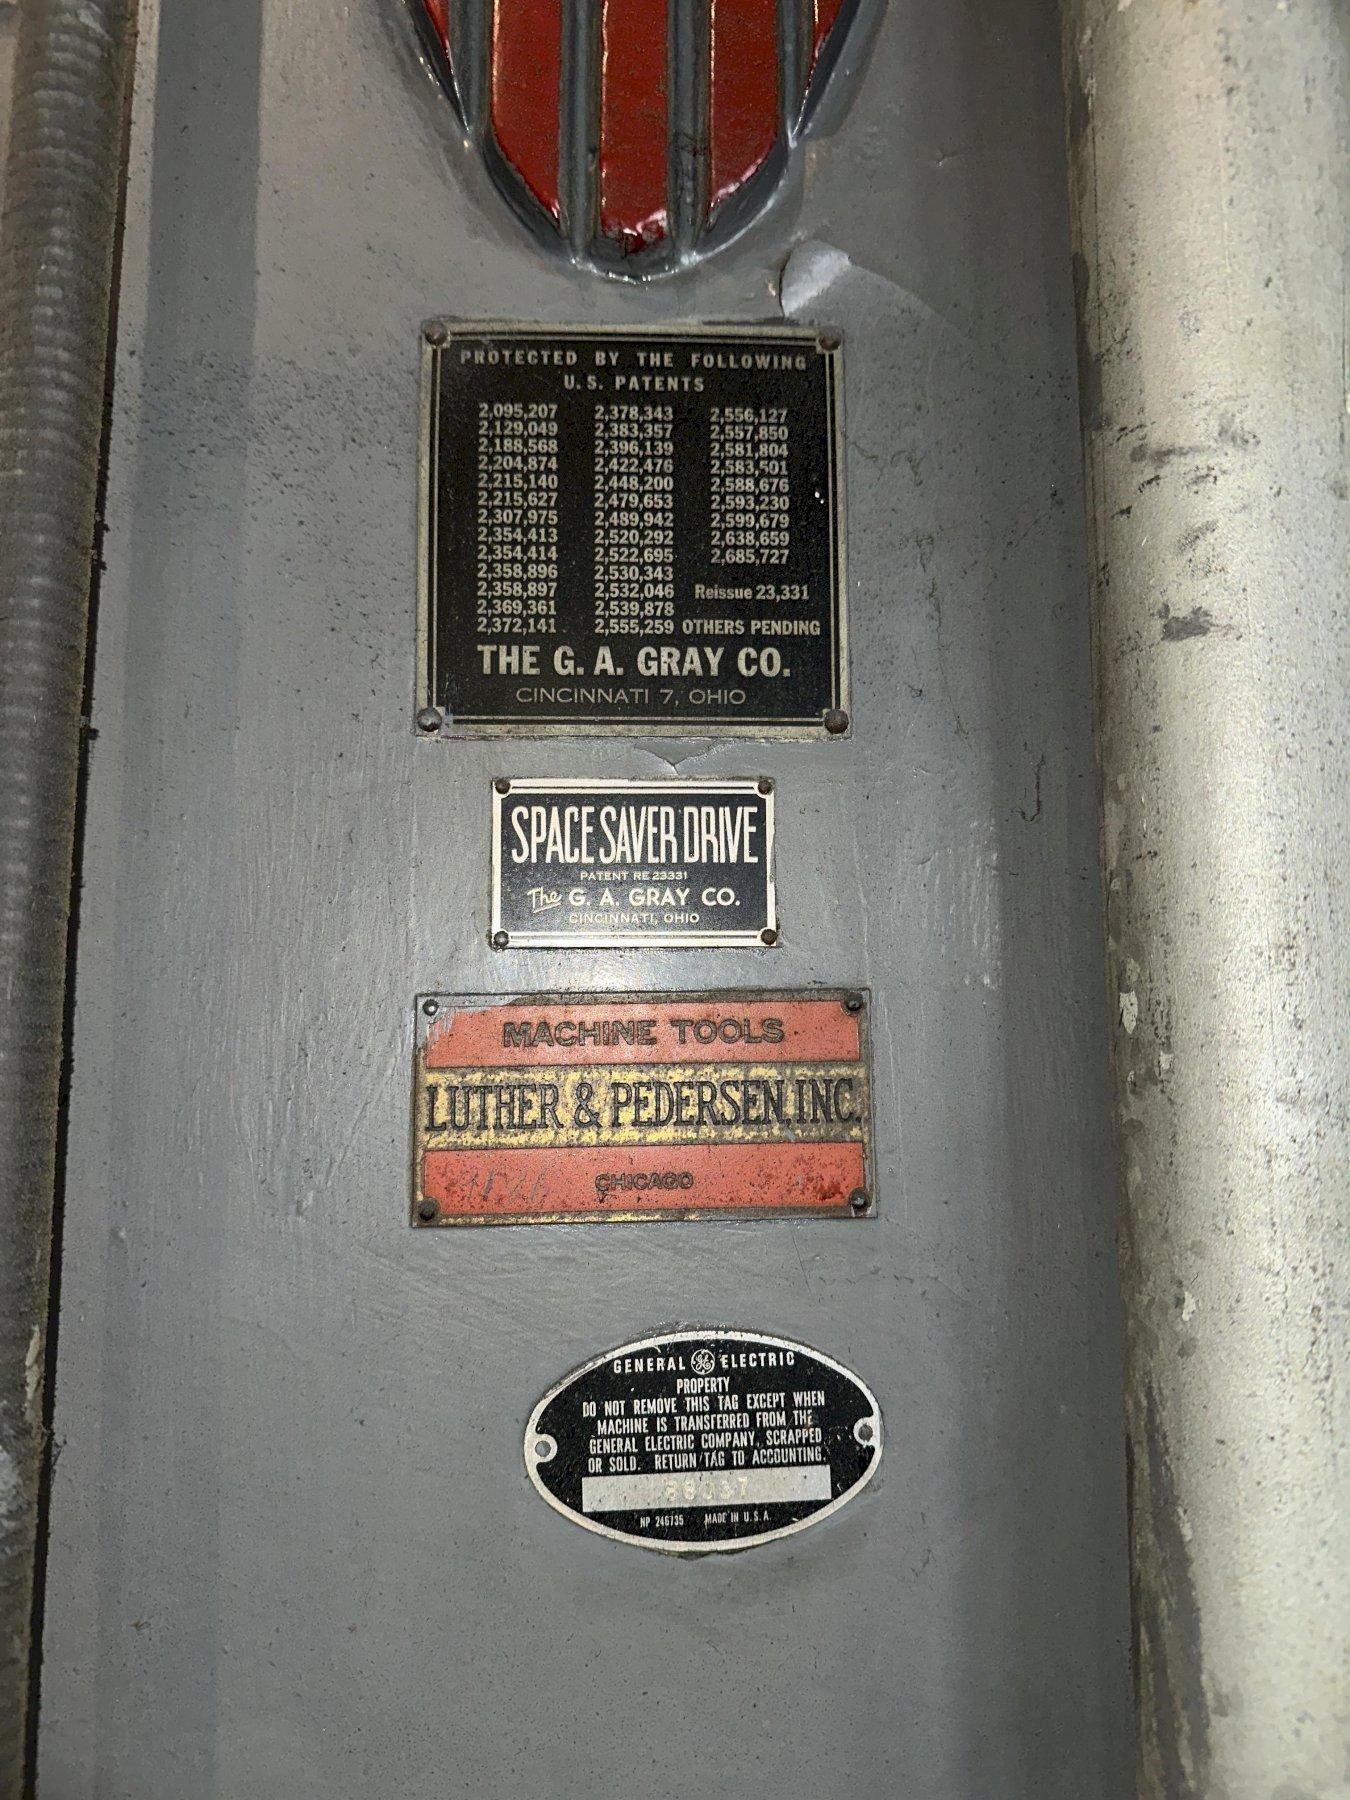 PROTECTED BY THE FOLLOWING
U.S. PATENTS
2,095,207 2,378,343 2,556,127
2,129,049 2,383,357 2,557,850
2,188,568 2,396,139 2,581,804
2,204,874 2,422,476 2,583,501
2,215,140 2,448,200 2,588,676
2,215,627 2,479,653 2,593,230
2,307,975 2,489,942 2,599,679
2,354,413 2,520,292 2,638,659
2,354,414 2,522,695 2,685,727
2,358,896 2,530,343
2,358,897 2,532,046 Reissue 23,331
2,369,361 2,539,878
2,372,141 2,555,259 OTHERS PENDING
THE G. A. GRAY CO.
CINCINNATI 7, OHIO
SPACE SAVER DRIVE
PATENT RE 23331
The G. A. GRAY CO.
CINCINNATI, OHIO
MACHINE TOOLS
LUTHER & PEDERSEN, INC.
CHICAGO
GENERAL GE ELECTRIC
PROPERTY
DO NOT REMOVE THIS TAG EXCEPT WHEN
MACHINE IS TRANSFERRED FROM THE
GENERAL ELECTRIC COMPANY, SCRAPPED
OR SOLD. RETURN TAG TO ACCOUNTING.
NP 246735 MADE IN U.S.A.